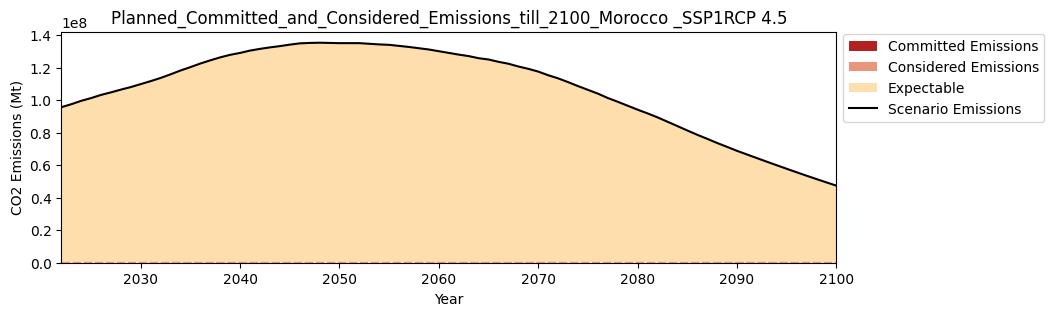 Planned_Committed_and_Considered_Emissions_till_2100_Morocco _SSP1RCP 4.5
1e8
1.4
1.2
1.0
0.8
0.6
0.4
0.2
0.0
CO2 Emissions (Mt)
2030 2040 2050 2060 2070 2080 2090 2100
Year
Committed Emissions
Considered Emissions
Expectable
Scenario Emissions